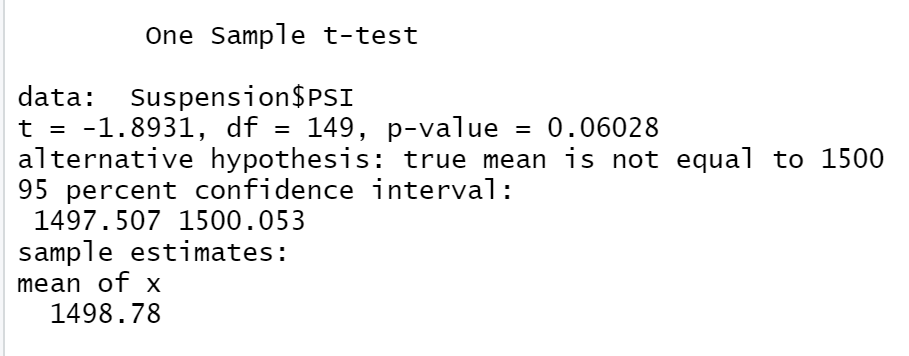 One Sample t-test
data: Suspension$PSI
t = -1.8931, df = 149, p-value = 0.06028
alternative hypothesis: true mean is not equal to 1500
95 percent confidence interval:
1497.507 1500.053
sample estimates:
mean of x
1498.78